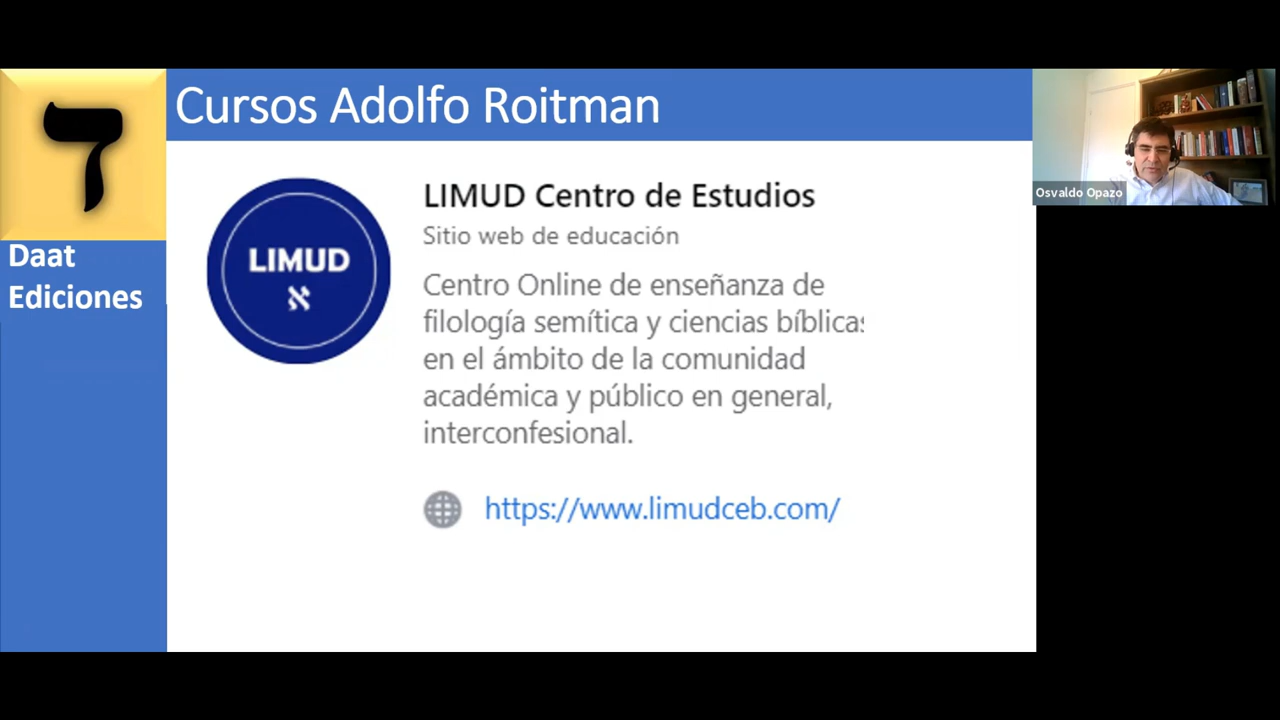 Cursos Adolfo Roitman
ד
Daat
Ediciones
LIMUD
א
LIMUD Centro de Estudios
Sitio web de educación
Centro Online de enseñanza de
filología semítica y ciencias bíblicas
en el ámbito de la comunidad
académica y público en general,
interconfesional.
https://www.limudceb.com/
Osvaldo Opazo